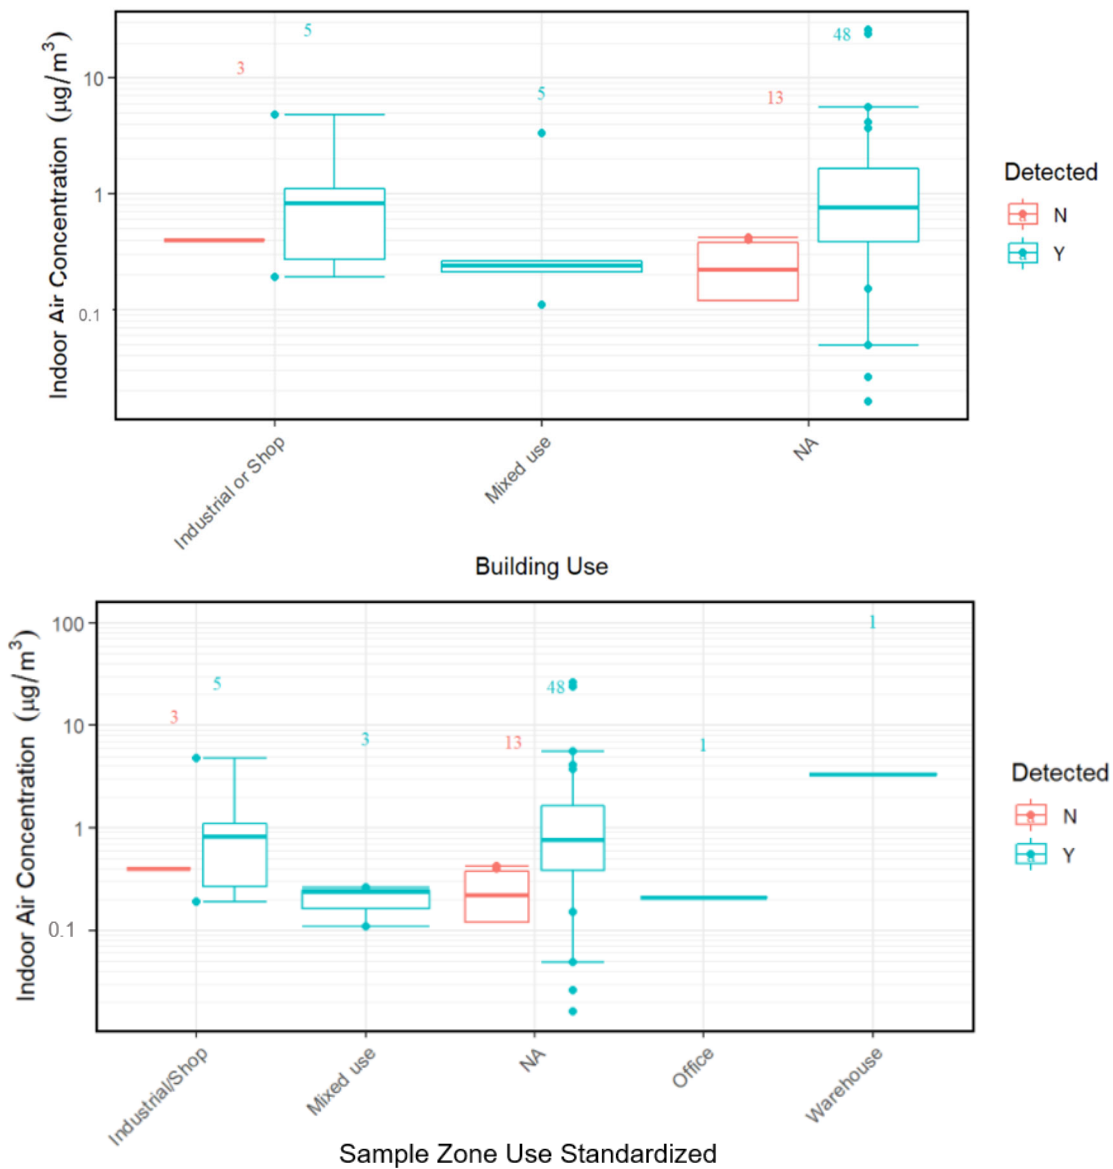 Indoor Air Concentration (μg/m³)
10
1
0.1
3
5
5
13
48
Industrial or Shop
Mixed use
NA
Building Use
Detected
N
Y
Indoor Air Concentration (μg/m³)
100
10
1
0.1
3
5
3
13
48
1
1
Industrial/Shop
Mixed use
NA
Office
Warehouse
Sample Zone Use Standardized
Detected
N
Y